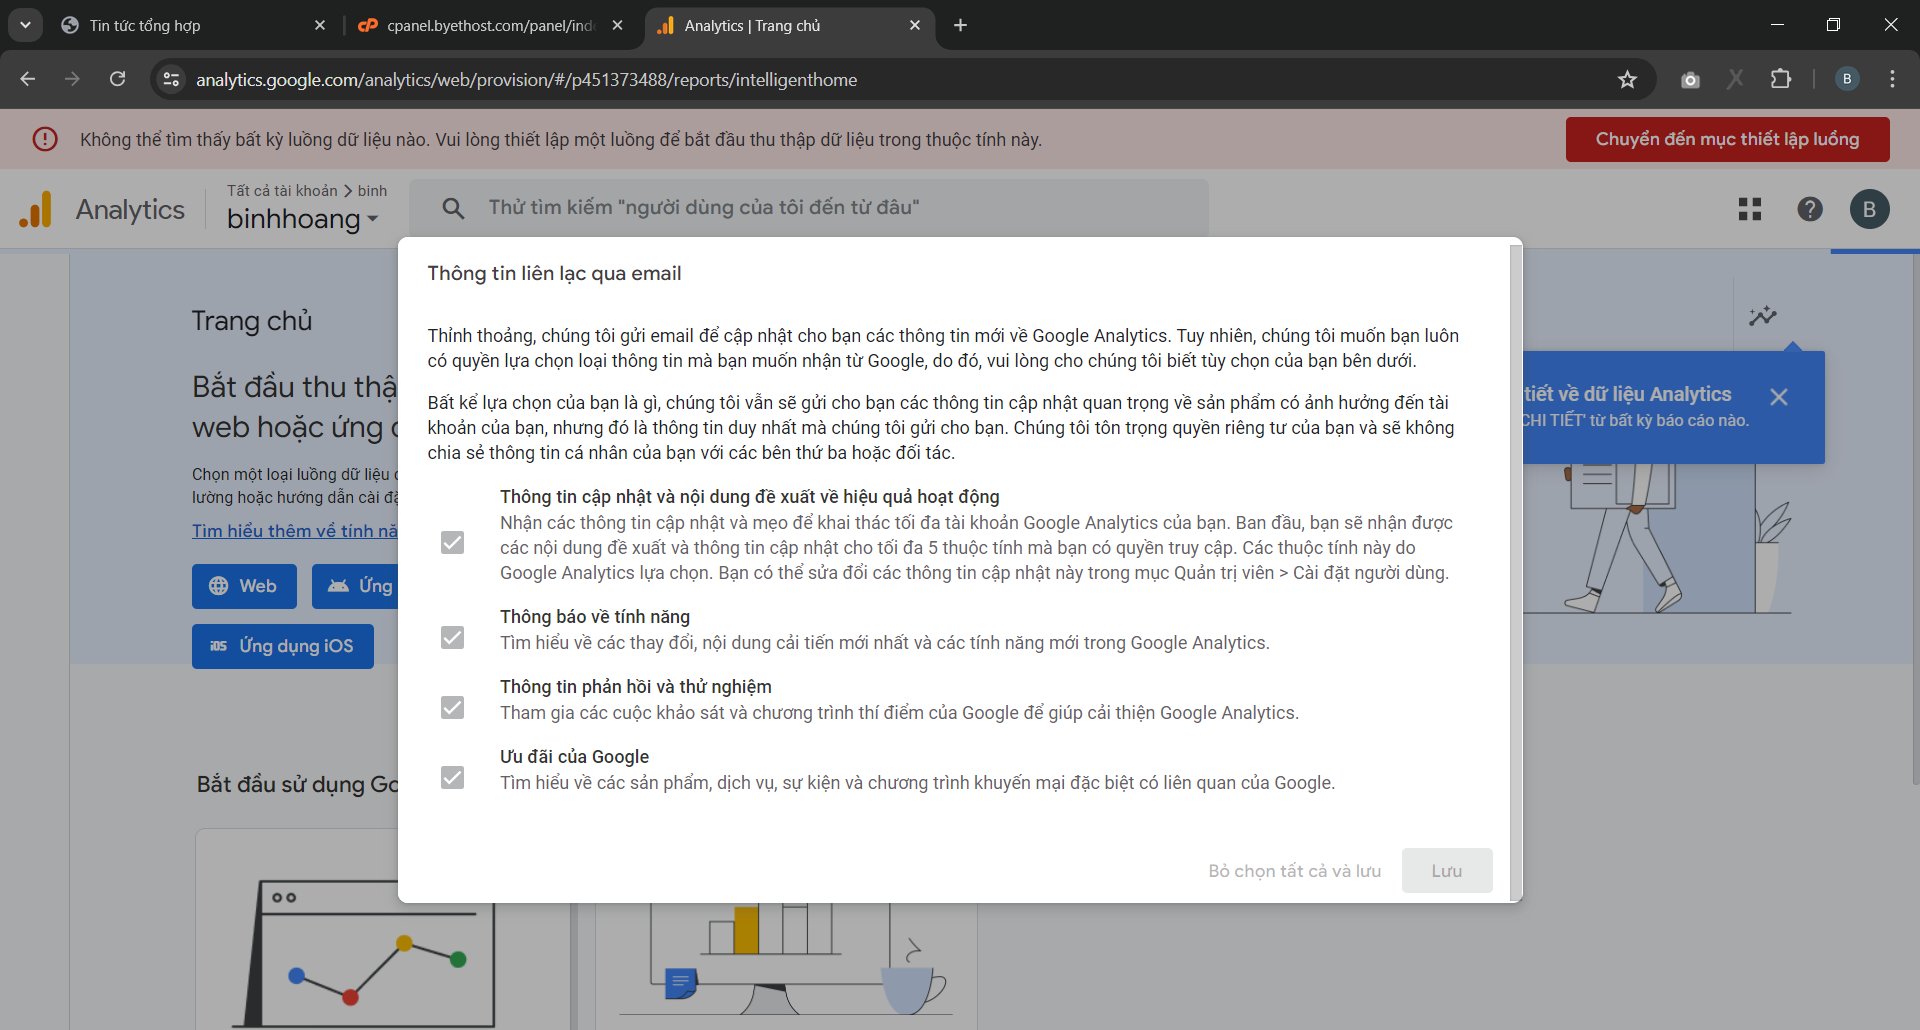 Tin tức tổng hợp
cpanel.byethost.com/panel/ind
Analytics | Trang chủ
analytics.google.com/analytics/web/provision/#/p451373488/reports/intelligenthome
B
Không thể tìm thấy bất kỳ luồng dữ liệu nào. Vui lòng thiết lập một luồng để bắt đầu thu thập dữ liệu trong thuộc tính này.
Chuyển đến mục thiết lập luồng
Analytics
Tất cả tài khoản > binh
binhhoang
Thử tìm kiếm "người dùng của tôi đến từ đâu"
B
Trang chủ
Bắt đầu thu thậ
web hoặc ứng
Chọn một loại luồng dữ liệu
lường hoặc hướng dẫn cài đặ
Tìm hiểu thêm về tính nă
Web
Ứng
iOS Ứng dụng iOS
Bắt đầu sử dụng Go
Thông tin liên lạc qua email
Thỉnh thoảng, chúng tôi gửi email để cập nhật cho bạn các thông tin mới về Google Analytics. Tuy nhiên, chúng tôi muốn bạn luôn
có quyền lựa chọn loại thông tin mà bạn muốn nhận từ Google, do đó, vui lòng cho chúng tôi biết tùy chọn của bạn bên dưới.
Bất kể lựa chọn của bạn là gì, chúng tôi vẫn sẽ gửi cho bạn các thông tin cập nhật quan trọng về sản phẩm có ảnh hưởng đến tài
khoản của bạn, nhưng đó là thông tin duy nhất mà chúng tôi gửi cho bạn. Chúng tôi tôn trọng quyền riêng tư của bạn và sẽ không
chia sẻ thông tin cá nhân của bạn với các bên thứ ba hoặc đối tác.
Thông tin cập nhật và nội dung đề xuất về hiệu quả hoạt động
Nhận các thông tin cập nhật và mẹo để khai thác tối đa tài khoản Google Analytics của bạn. Ban đầu, bạn sẽ nhận được
các nội dung đề xuất và thông tin cập nhật cho tối đa 5 thuộc tính mà bạn có quyền truy cập. Các thuộc tính này do
Google Analytics lựa chọn. Bạn có thể sửa đổi các thông tin cập nhật này trong mục Quản trị viên > Cài đặt người dùng.
Thông báo về tính năng
Tìm hiểu về các thay đổi, nội dung cải tiến mới nhất và các tính năng mới trong Google Analytics.
Thông tin phản hồi và thử nghiệm
Tham gia các cuộc khảo sát và chương trình thí điểm của Google để giúp cải thiện Google Analytics.
Ưu đãi của Google
Tìm hiểu về các sản phẩm, dịch vụ, sự kiện và chương trình khuyến mại đặc biệt có liên quan của Google.
Bỏ chọn tất cả và lưu
Lưu
tiết về dữ liệu Analytics
CHI TIẾT' từ bất kỳ báo cáo nào.